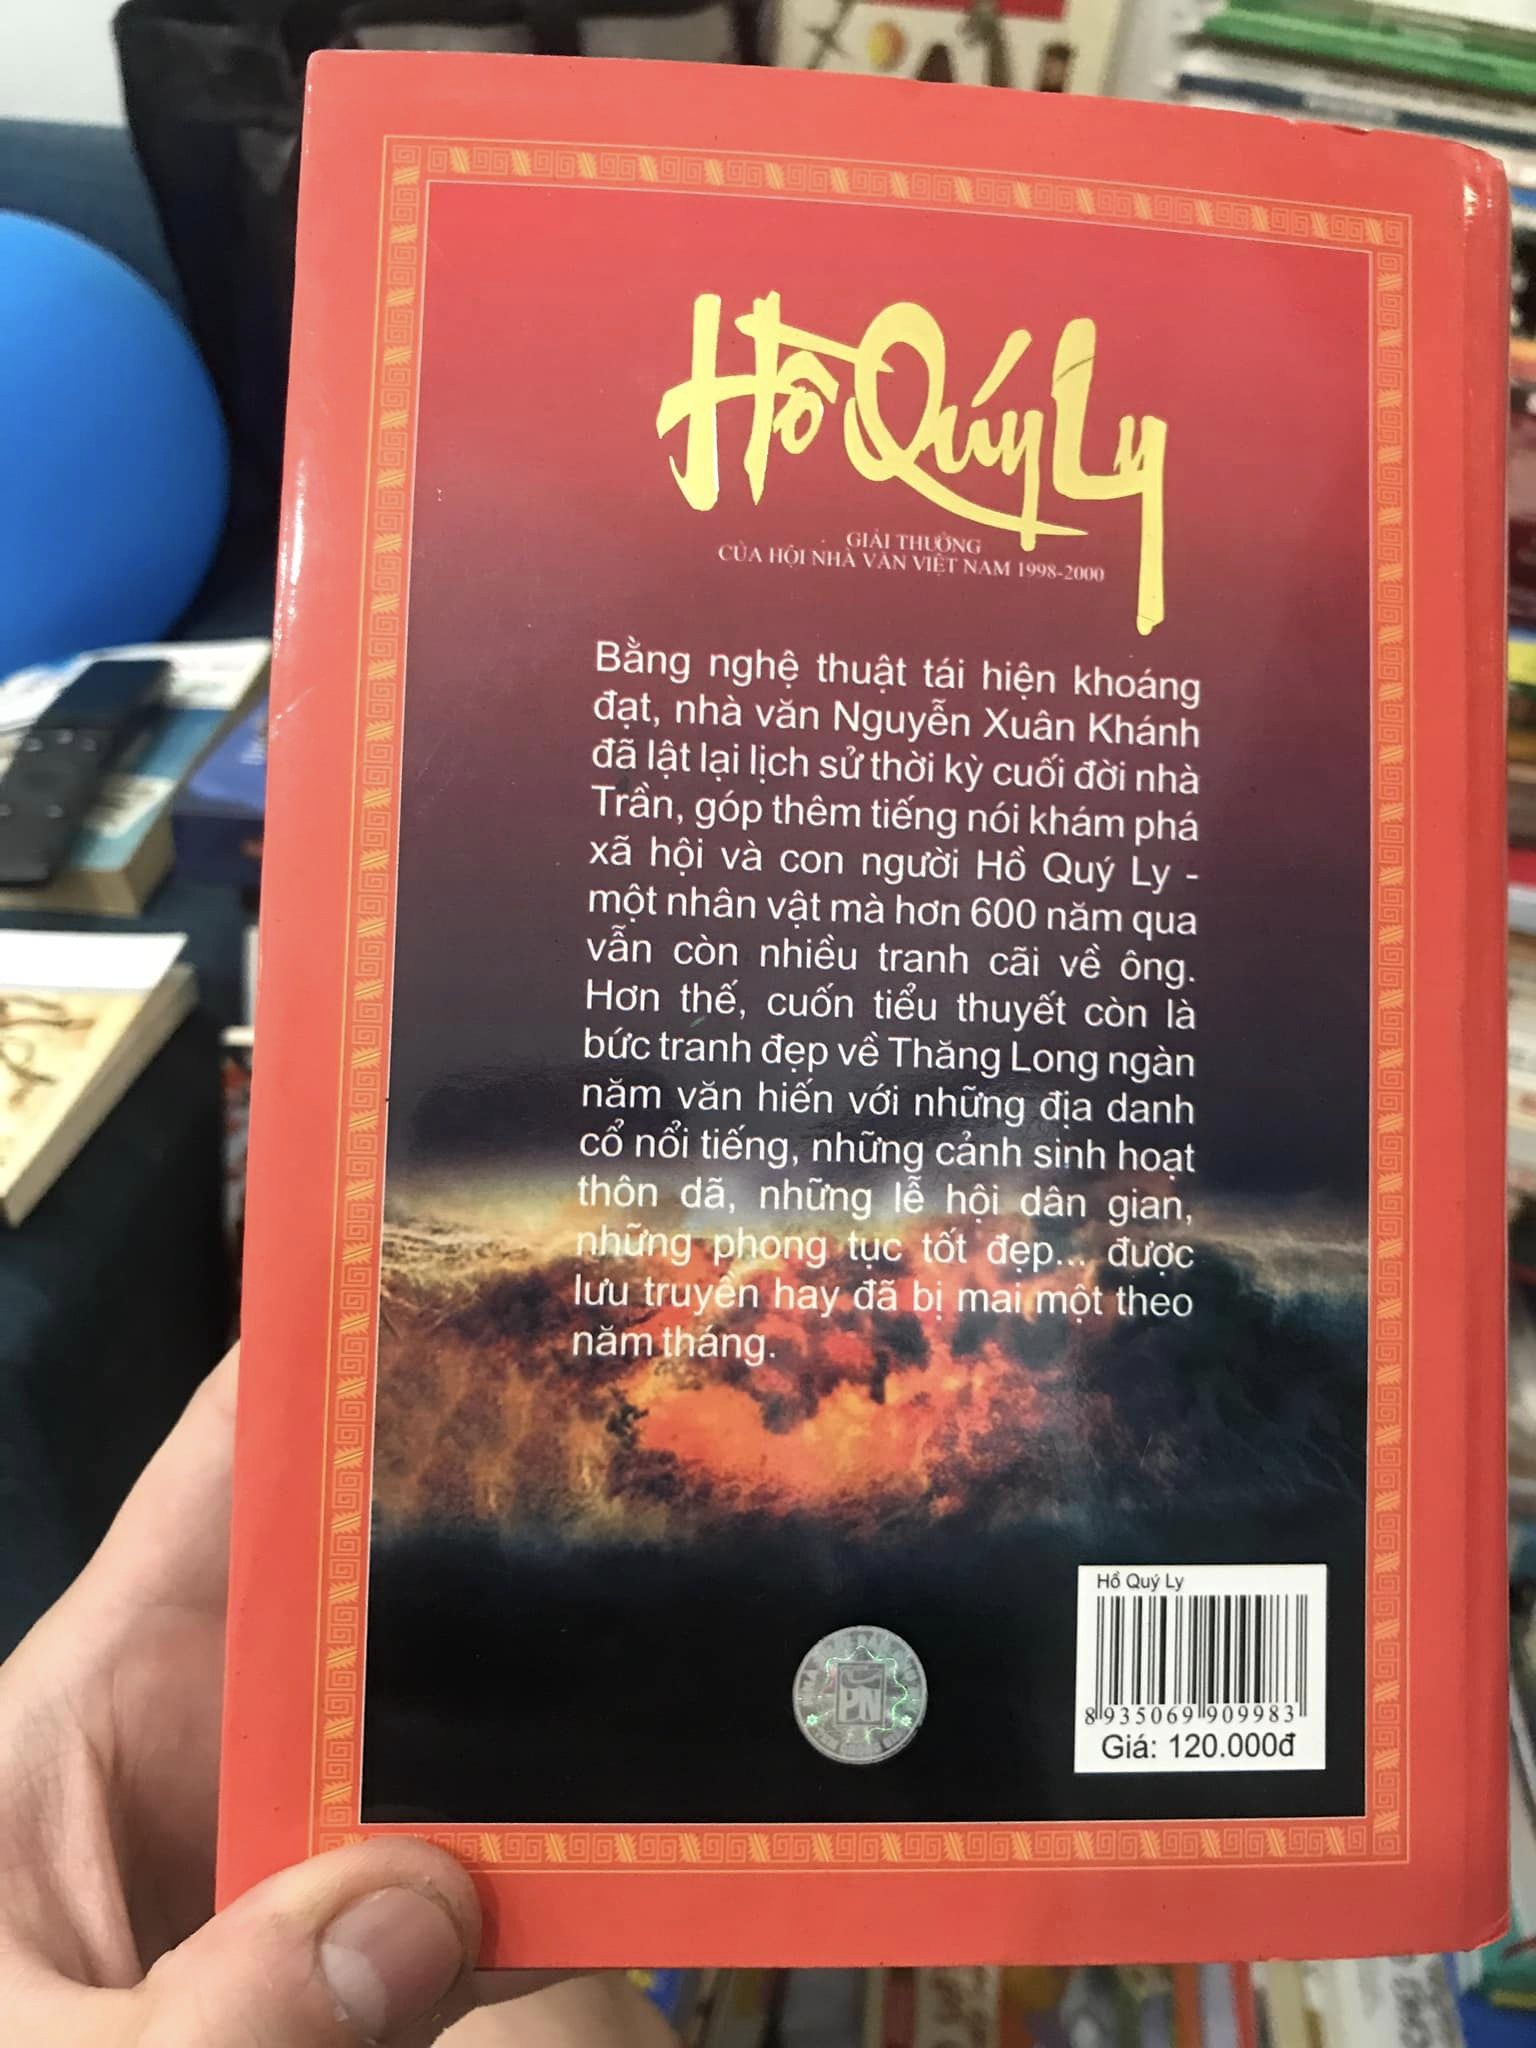 Hồ Quý Ly
GIẢI THƯỞNG
CỦA HỘI NHÀ VĂN VIỆT NAM 1998-2000
Bằng nghệ thuật tái hiện khoáng
đạt, nhà văn Nguyễn Xuân Khánh
đã lật lại lịch sử thời kỳ cuối đời nhà
Trần, góp thêm tiếng nói khám phá
xã hội và con người Hồ Quý Ly -
một nhân vật mà hơn 600 năm qua
vẫn còn nhiều tranh cãi về ông.
Hơn thế, cuốn tiểu thuyết còn là
bức tranh đẹp về Thăng Long ngàn
năm văn hiến với những địa danh
cổ nổi tiếng, những cảnh sinh hoạt
thôn dã, những lễ hội dân gian,
những phong tục tốt đẹp... được
lưu truyền hay đã bị mai một theo
năm tháng.
Hồ Quý Ly
8 935069 909983
Giá: 120.000đ
PN